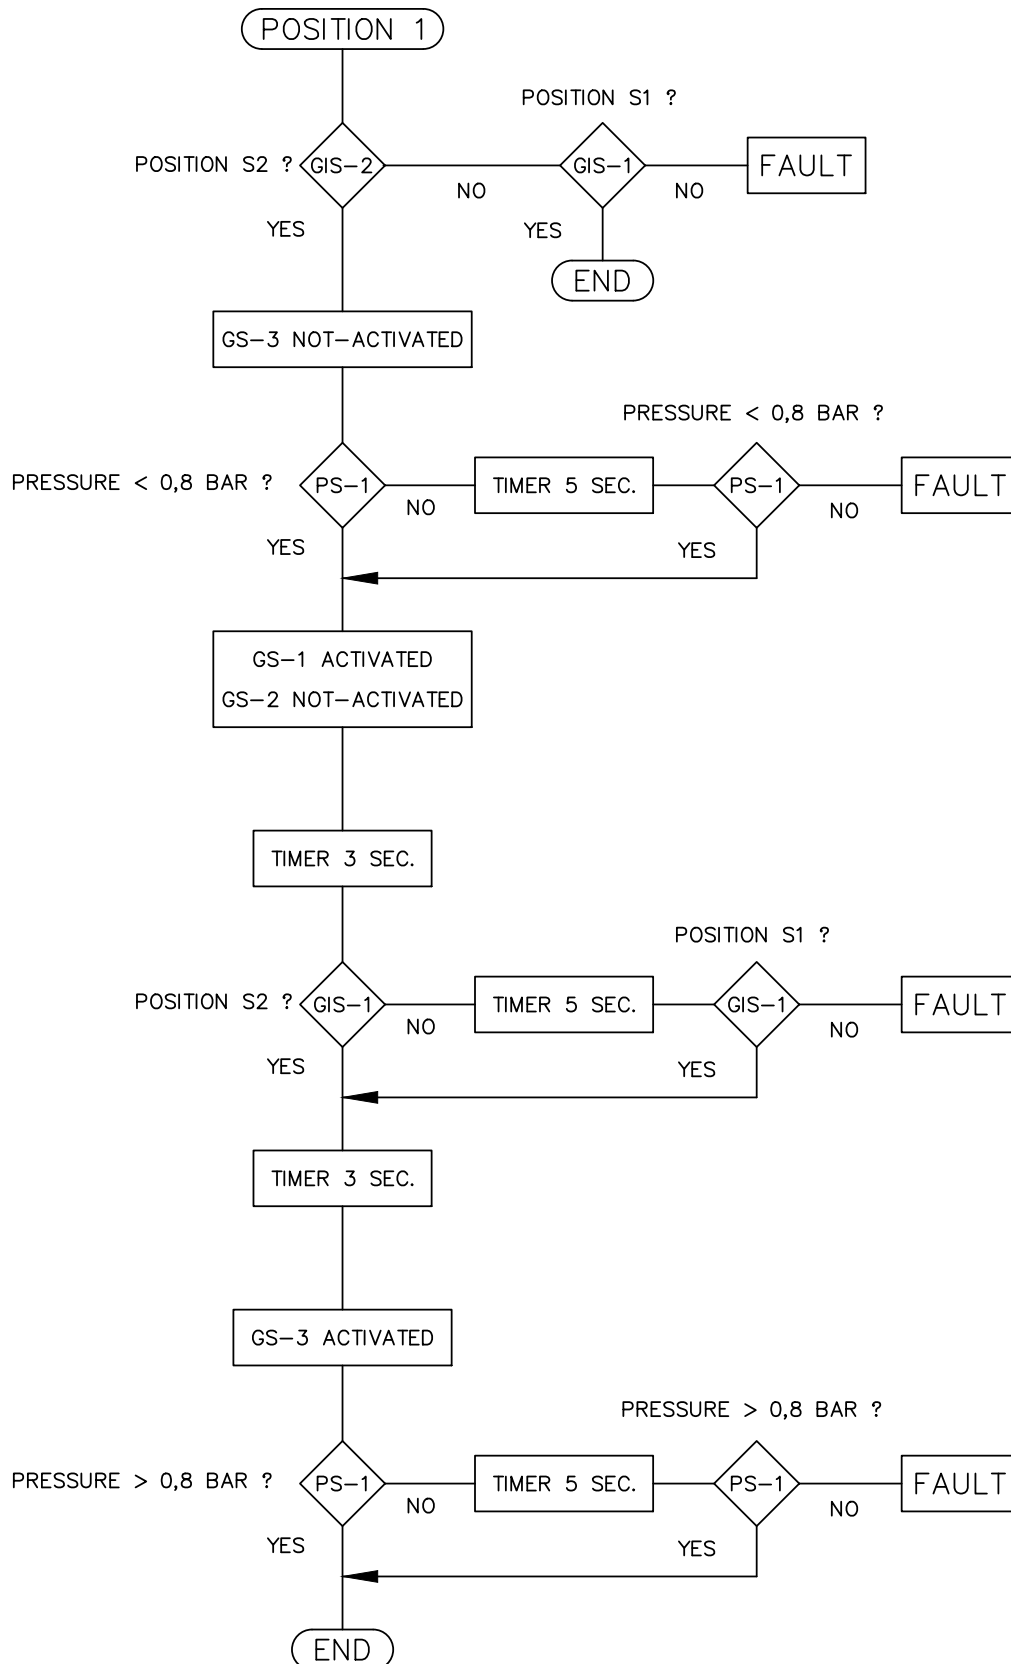 POSITION 1
POSITION S1 ?
POSITION S2 ?
GIS-2
NO
GIS-1
NO
FAULT
YES
YES
END
GS-3 NOT-ACTIVATED
PRESSURE < 0,8 BAR ?
PRESSURE < 0,8 BAR ?
PS-1
NO
TIMER 5 SEC.
PS-1
NO
FAULT
YES
YES
GS-1 ACTIVATED
GS-2 NOT-ACTIVATED
TIMER 3 SEC.
POSITION S1 ?
POSITION S2 ?
GIS-1
NO
TIMER 5 SEC.
GIS-1
NO
FAULT
YES
YES
TIMER 3 SEC.
GS-3 ACTIVATED
PRESSURE > 0,8 BAR ?
PRESSURE > 0,8 BAR ?
PS-1
NO
TIMER 5 SEC.
PS-1
NO
FAULT
YES
YES
END